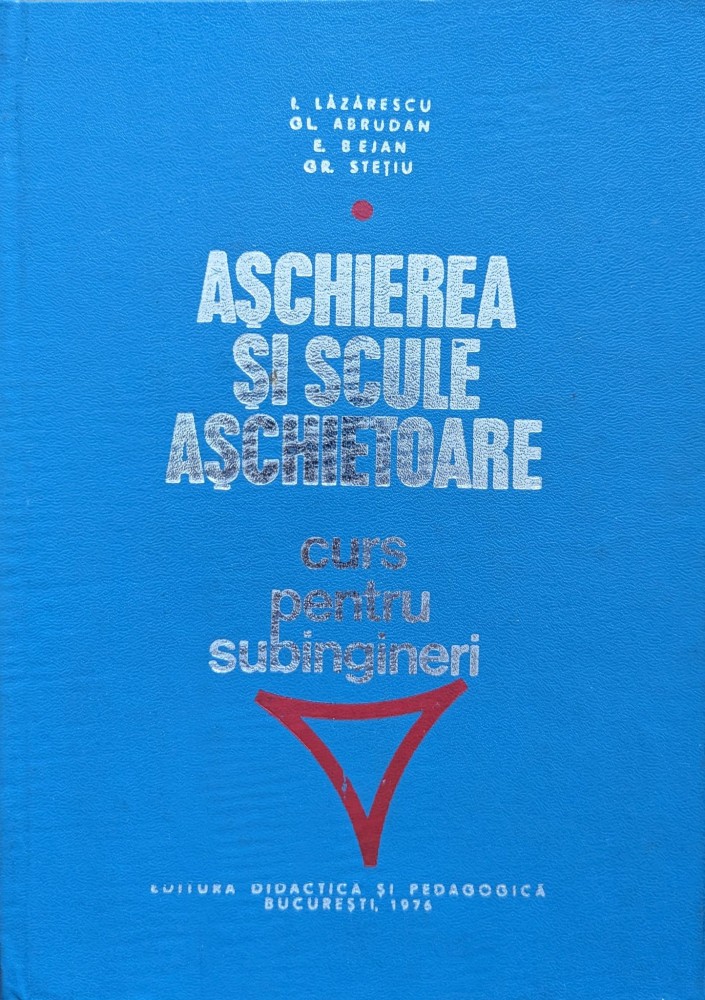 I. LĂZĂRESCU
GL. ABRUDAN
E. BEJAN
GR. STEȚIU
AȘCHIEREA
ȘI SCULE
AȘCHIETOARE
curs
pentru
subingineri
EDITURA DIDACTICĂ ȘI PEDAGOGICĂ
BUCUREȘTI, 1976